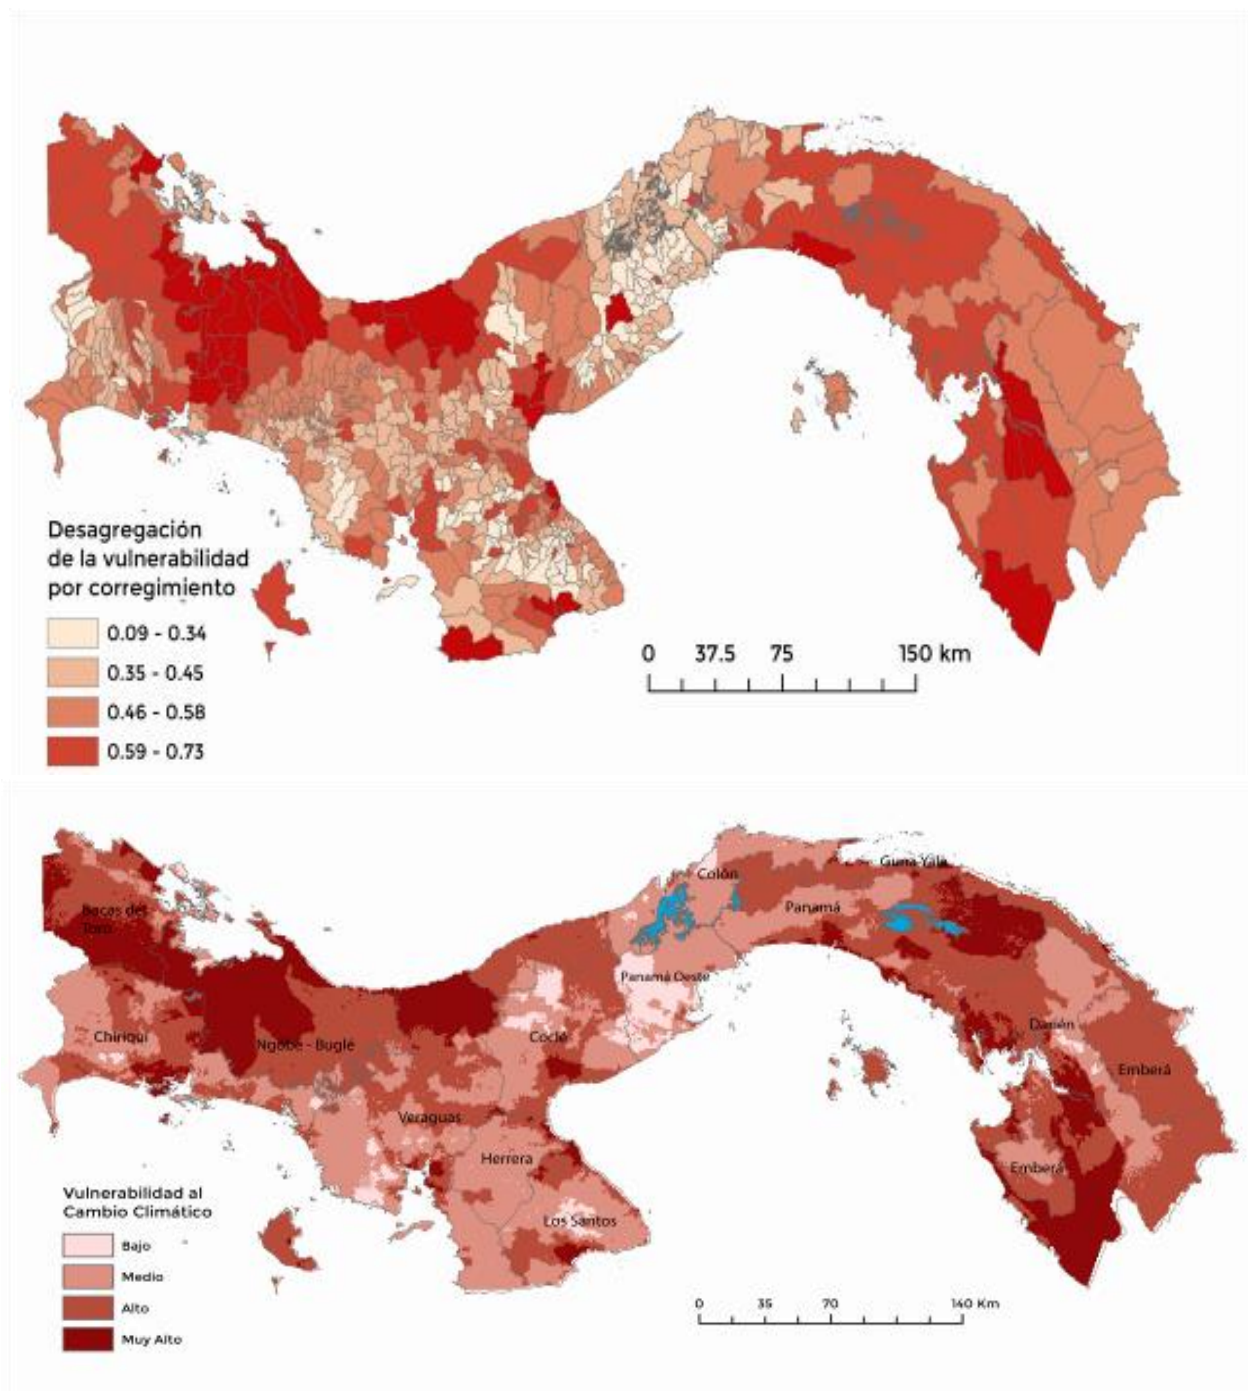 Desagregación
de la vulnerabilidad
por corregimiento
0.09 - 0.34
0.35 - 0.45
0.46 - 0.58
0.59 - 0.73
0 37.5 75 150 km
Guna Yala
Colón
Bocas del
Toro
Panamá
Panamá Oeste
Darién
Chiriquí
Ngöbe - Buglé
Coclé
Emberá
Veraguas
Herrera
Emberá
Los Santos
Vulnerabilidad al
Cambio Climático
Bajo
Medio
Alto
Muy Alto
0 35 70 140 Km